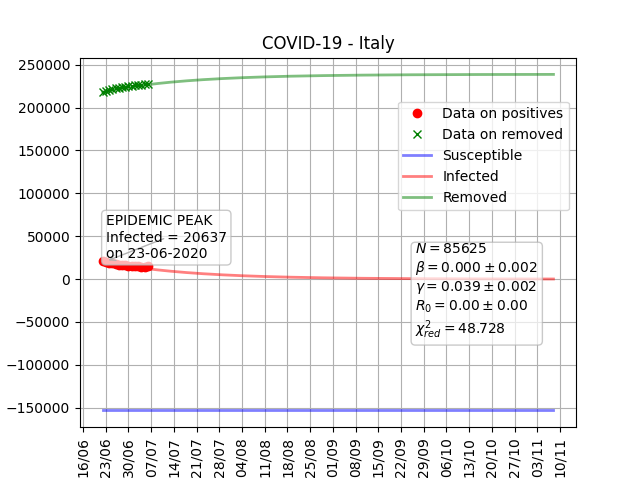 COVID-19 - Italy
250000
200000
150000
100000
50000
0
−50000
−100000
−150000
Data on positives
Data on removed
Susceptible
Infected
Removed
EPIDEMIC PEAK
Infected = 20637
on 23-06-2020
N = 85625
β = 0.000 ± 0.002
γ = 0.039 ± 0.002
R₀ = 0.00 ± 0.00
χ²_red = 48.728
16/06
23/06
30/06
07/07
14/07
21/07
28/07
04/08
11/08
18/08
25/08
01/09
08/09
15/09
22/09
29/09
06/10
13/10
20/10
27/10
03/11
10/11